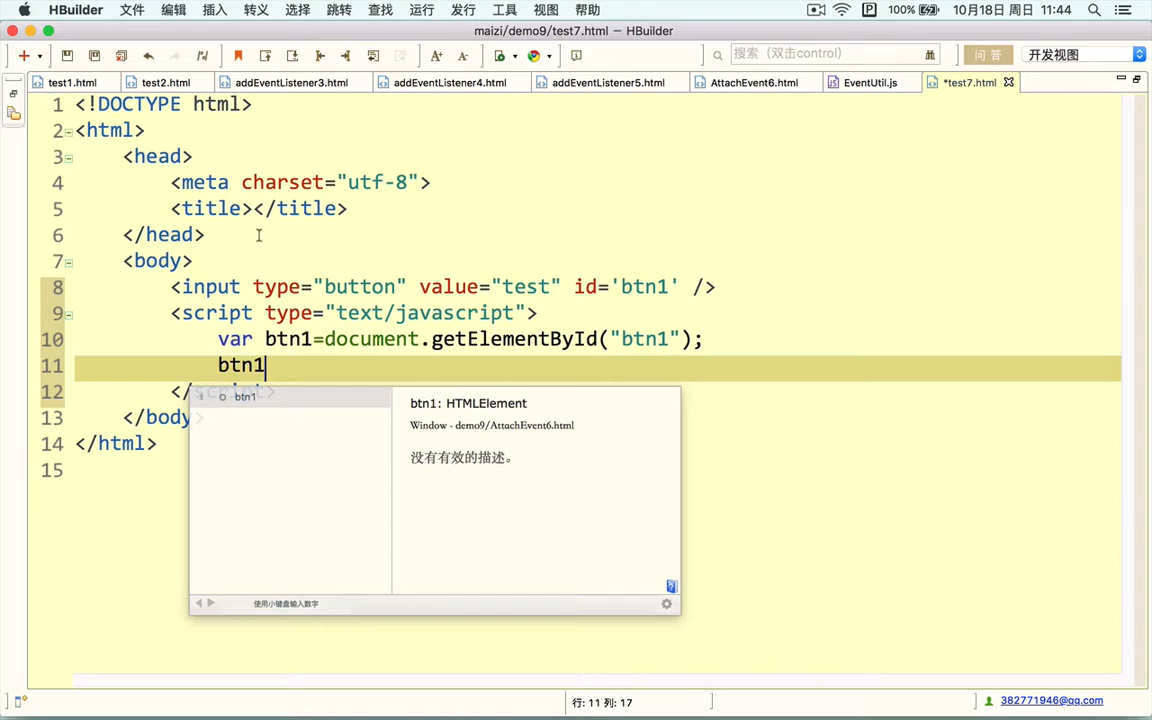 HBuilder 文件 编辑 插入 转义 选择 跳转 查找 运行 发行 工具 视图 帮助 100% 10月18日 周日 11:44
maizi/demo9/test7.html — HBuilder
搜索（双击control） 问 答 开发视图
test1.html test2.html addEventListener3.html addEventListener4.html addEventListener5.html AttachEvent6.html EventUtil.js *test7.html
1 <!DOCTYPE html>
2 <html>
3 <head>
4 <meta charset="utf-8">
5 <title></title>
6 </head>
7 <body>
8 <input type="button" value="test" id='btn1' />
9 <script type="text/javascript">
10 var btn1=document.getElementById("btn1");
11 btn1
12 </script>
13 </body>
14 </html>
15
1 btn1
btn1: HTMLElement
Window - demo9/AttachEvent6.html
没有有效的描述。
使用小键盘输入数字
行: 11 列: 17
382771946@qq.com